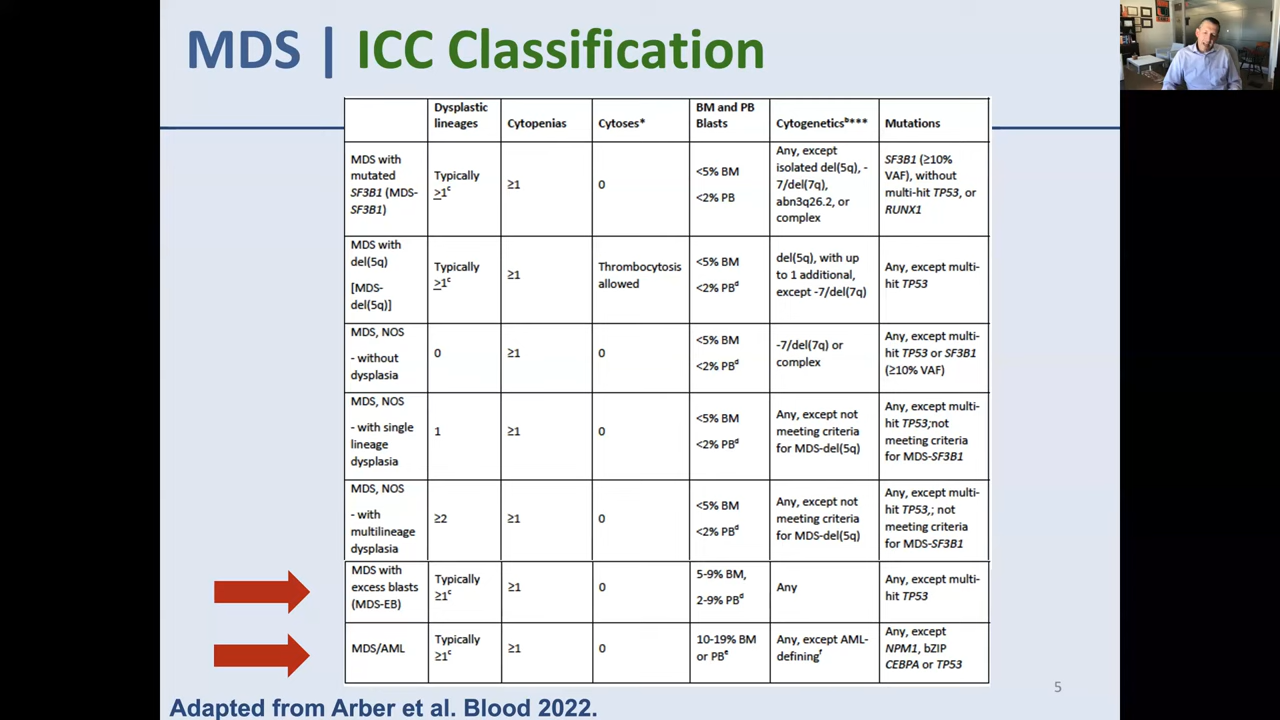 MDS | ICC Classification
Dysplastic
lineages
Cytopenias
Cytoses*
BM and PB
Blasts
Cytogeneticsᵇ***
Mutations
MDS with
mutated
SF3B1 (MDS-
SF3B1)
Typically
≥1ᶜ
≥1
0
<5% BM
<2% PB
Any, except
isolated del(5q), -
7/del(7q),
abn3q26.2, or
complex
SF3B1 (≥10%
VAF), without
multi-hit TP53, or
RUNX1
MDS with
del(5q)
[MDS-
del(5q)]
Typically
≥1ᶜ
≥1
Thrombocytosis
allowed
<5% BM
<2% PBᵈ
del(5q), with up
to 1 additional,
except -7/del(7q)
Any, except multi-
hit TP53
MDS, NOS
- without
dysplasia
0
≥1
0
<5% BM
<2% PBᵈ
-7/del(7q) or
complex
Any, except multi-
hit TP53 or SF3B1
(≥10% VAF)
MDS, NOS
- with single
lineage
dysplasia
1
≥1
0
<5% BM
<2% PBᵈ
Any, except not
meeting criteria
for MDS-del(5q)
Any, except multi-
hit TP53;not
meeting criteria
for MDS-SF3B1
MDS, NOS
- with
multilineage
dysplasia
≥2
≥1
0
<5% BM
<2% PBᵈ
Any, except not
meeting criteria
for MDS-del(5q)
Any, except multi-
hit TP53,; not
meeting criteria
for MDS-SF3B1
MDS with
excess blasts
(MDS-EB)
Typically
≥1ᶜ
≥1
0
5-9% BM,
2-9% PBᵈ
Any
Any, except multi-
hit TP53
MDS/AML
Typically
≥1ᶜ
≥1
0
10-19% BM
or PBᵉ
Any, except AML-
definingᶠ
Any, except
NPM1, bZIP
CEBPA or TP53
5
Adapted from Arber et al. Blood 2022.